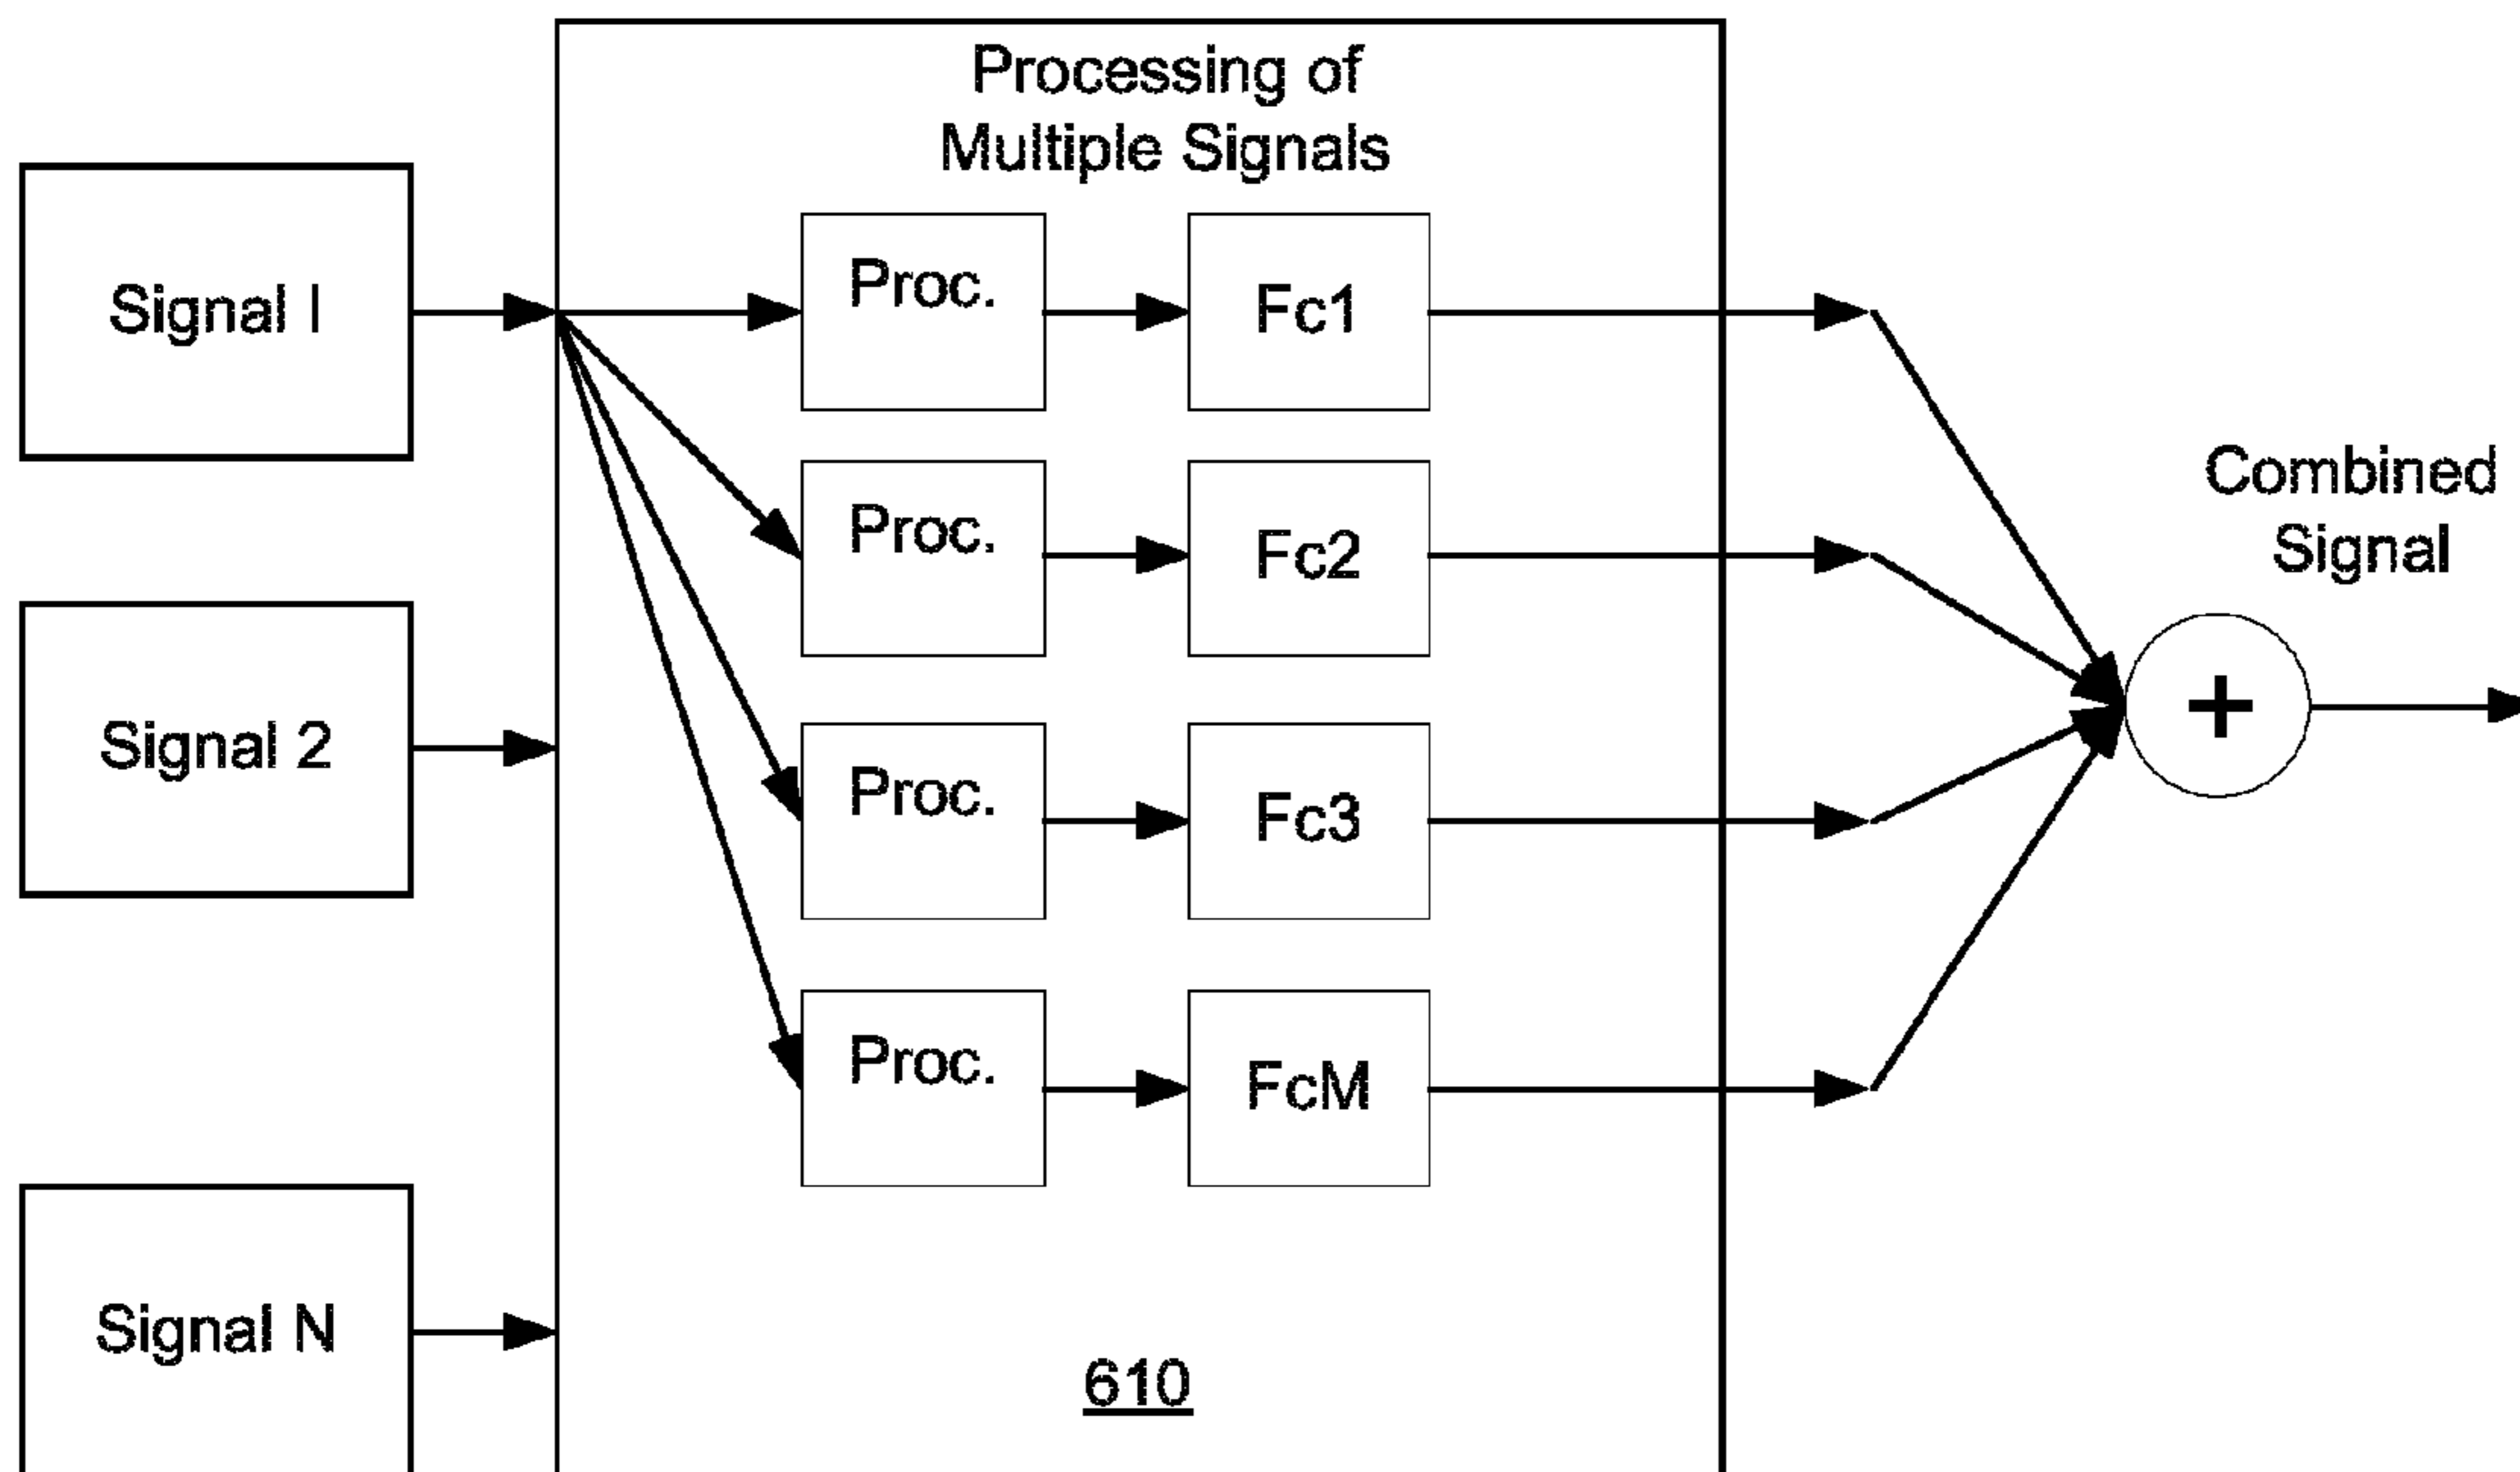 Processing of
Multiple Signals
Signal I
Proc.
Fc1
Combined
Signal
Proc.
Fc2
+
Signal 2
Proc.
Fc3
Proc.
FcM
Signal N
610